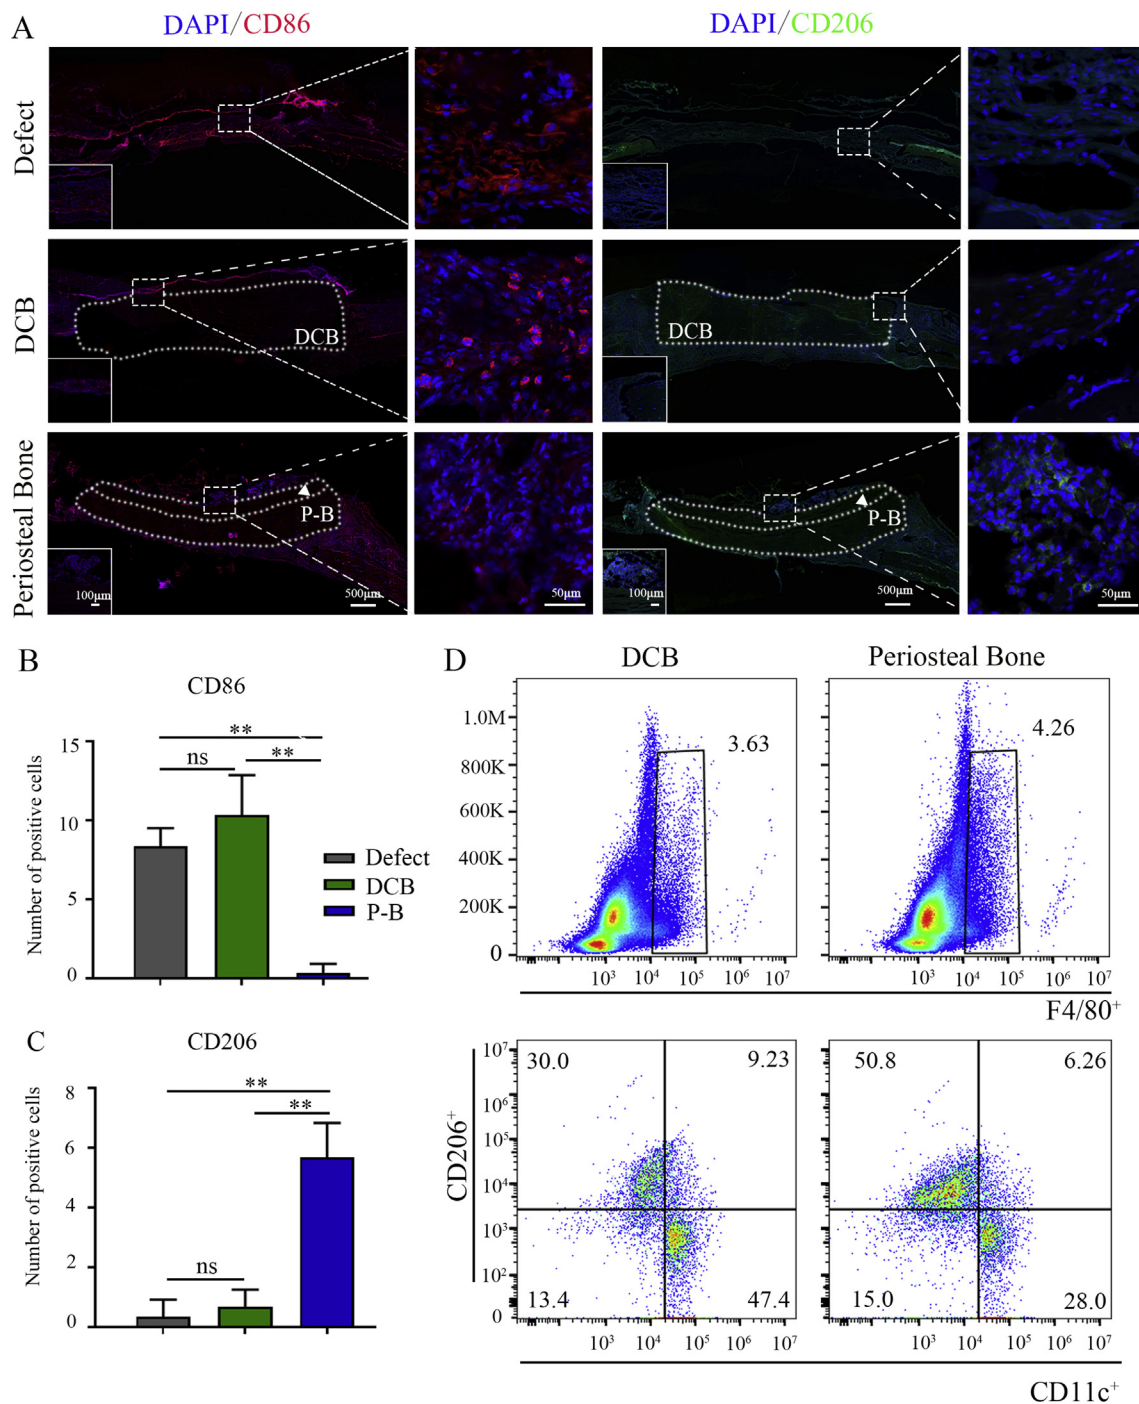 A
DAPI/CD86
DAPI/CD206
Defect
DCB
DCB
DCB
Periosteal Bone
P-B
P-B
100μm
500μm
50μm
100μm
500μm
50μm
B
CD86
Number of positive cells
15
10
5
0
**
ns
**
Defect
DCB
P-B
C
CD206
Number of positive cells
8
6
4
2
0
**
**
ns
D
DCB
Periosteal Bone
1.0M
800K
600K
400K
200K
0
3.63
4.26
10³ 10⁴ 10⁵ 10⁶ 10⁷
10³ 10⁴ 10⁵ 10⁶ 10⁷
F4/80⁺
CD206⁺
10⁷
10⁶
10⁵
10⁴
10³
10²
0
30.0
9.23
13.4
47.4
50.8
6.26
15.0
28.0
10³ 10⁴ 10⁵ 10⁶ 10⁷
10³ 10⁴ 10⁵ 10⁶ 10⁷
CD11c⁺